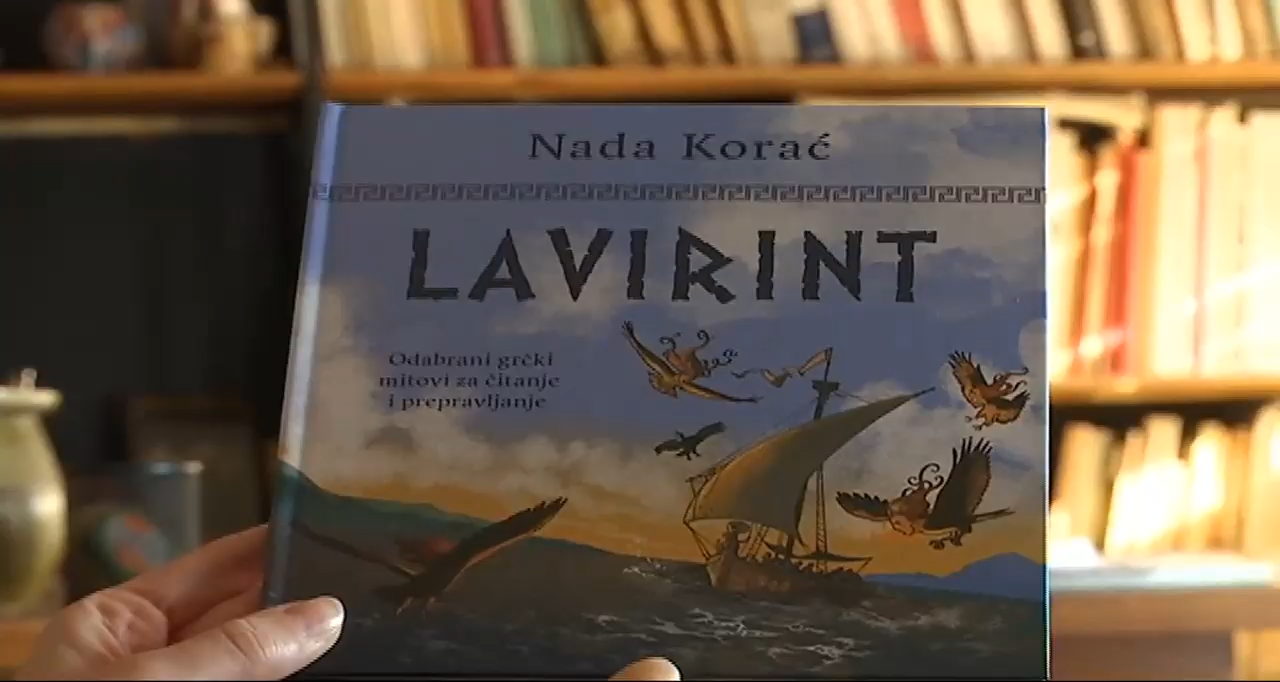 Nada Korać
LAVIRINT
Odabrani grčki
mitovi za čitanje
i prepravljanje